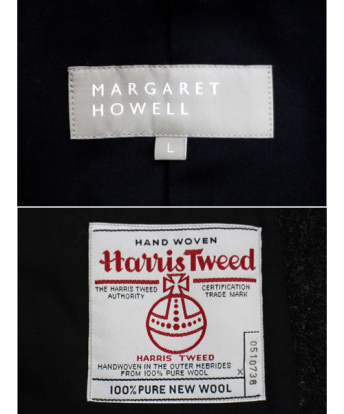 MARGARET
HOWELL
L
HAND WOVEN
Harris Tweed
THE HARRIS TWEED CERTIFICATION
AUTHORITY TRADE MARK
HARRIS TWEED
HANDWOVEN IN THE OUTER HEBRIDES
FROM 100% PURE WOOL
X
0510738
100% PURE NEW WOOL